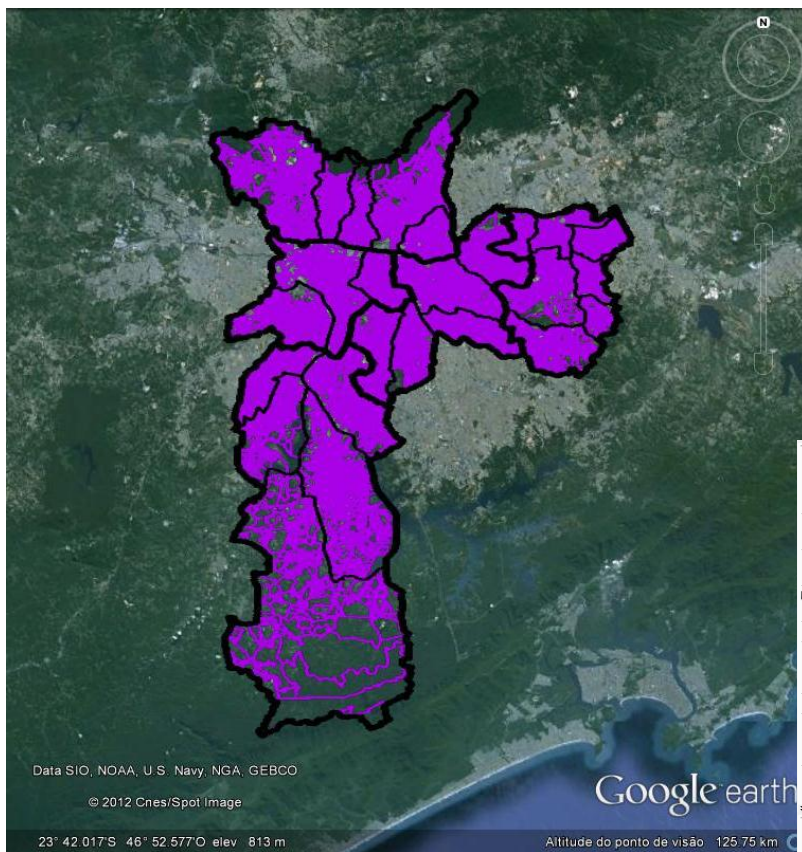 N
Data SIO, NOAA, U.S. Navy, NGA, GEBCO
© 2012 Cnes/Spot Image
Google earth
23° 42.017'S 46° 52.577'O elev 813 m
Altitude do ponto de visão 125.75 km